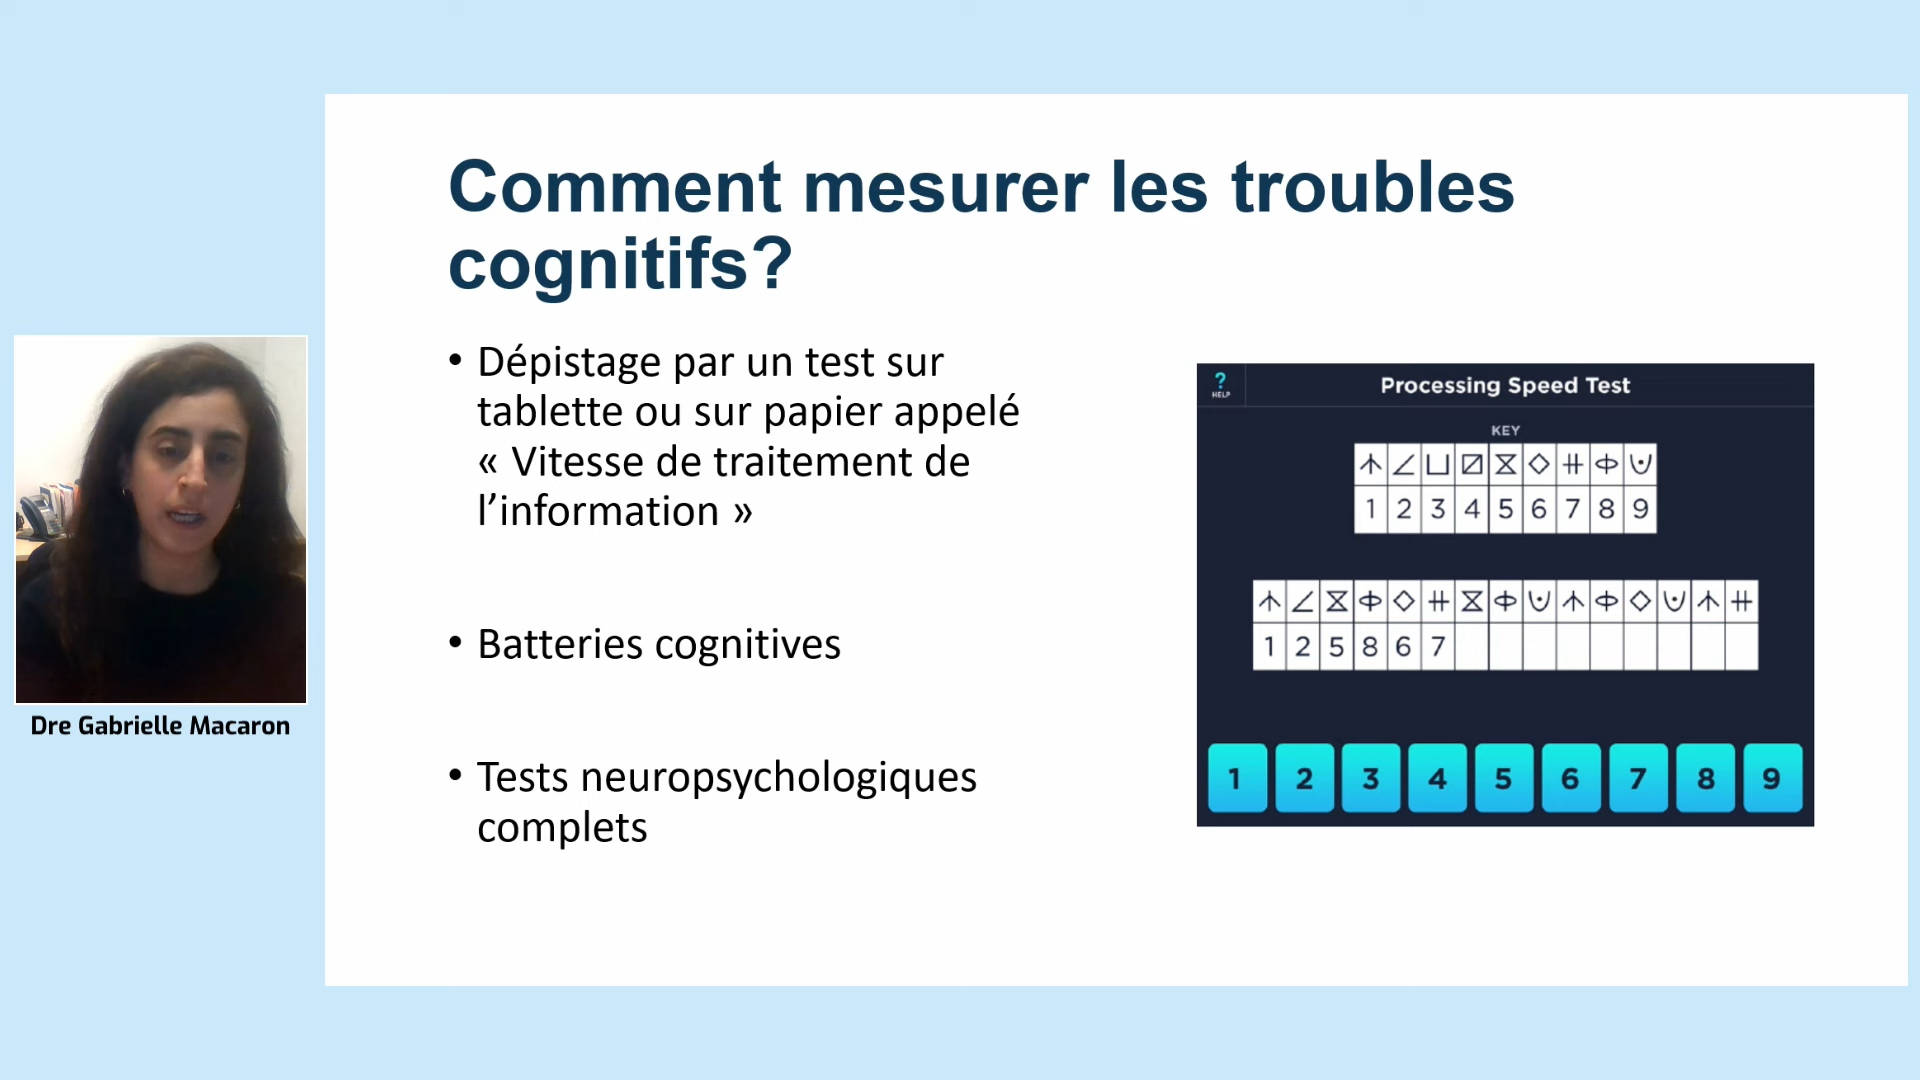 Comment mesurer les troubles
cognitifs?
• Dépistage par un test sur
tablette ou sur papier appelé
« Vitesse de traitement de
l’information »
• Batteries cognitives
• Tests neuropsychologiques
complets
?
HELP
Processing Speed Test
KEY
1 2 3 4 5 6 7 8 9
1 2 5 8 6 7
1 2 3 4 5 6 7 8 9
Dre Gabrielle Macaron